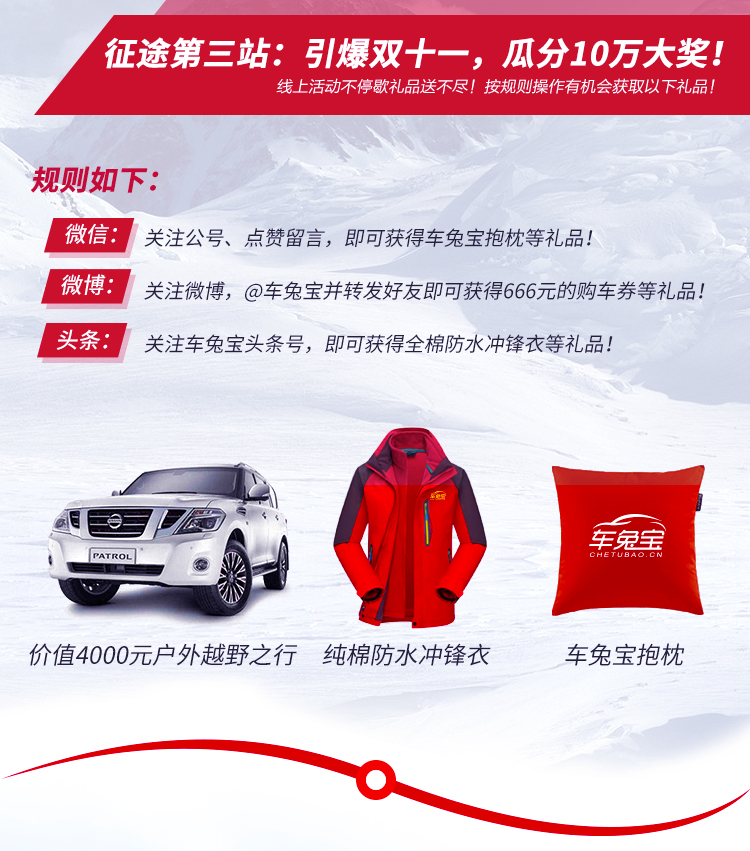 征途第三站：引爆双十一，瓜分10万大奖！
线上活动不停歇礼品送不尽！按规则操作有机会获取以下礼品！
规则如下：
微信：关注公号、点赞留言，即可获得车兔宝抱枕等礼品！
微博：关注微博，@车兔宝并转发好友即可获得666元的购车券等礼品！
头条：关注车兔宝头条号，即可获得全棉防水冲锋衣等礼品！
车兔宝
车兔宝
CHETUBAO.CN
NISSAN
PATROL
价值4000元户外越野之行 纯棉防水冲锋衣 车兔宝抱枕